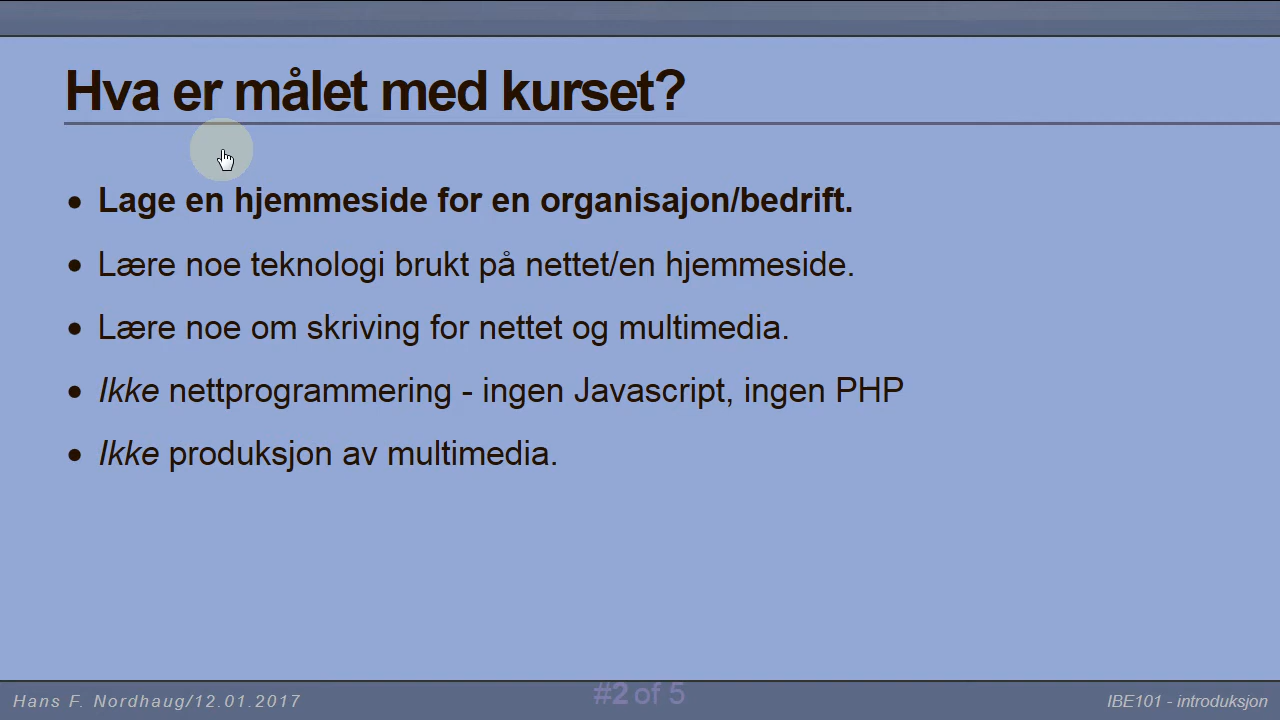 Hva er målet med kurset?
• Lage en hjemmeside for en organisajon/bedrift.
• Lære noe teknologi brukt på nettet/en hjemmeside.
• Lære noe om skriving for nettet og multimedia.
• Ikke nettprogrammering - ingen Javascript, ingen PHP
• Ikke produksjon av multimedia.
Hans F. Nordhaug/12.01.2017
#2 of 5
IBE101 - introduksjon